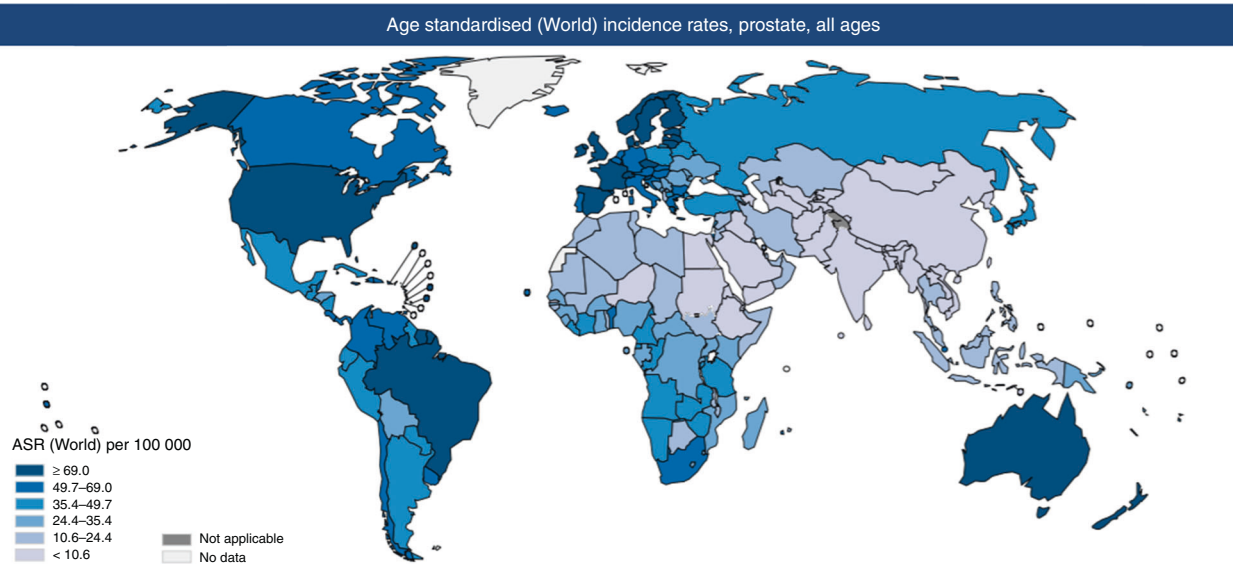 Age standardised (World) incidence rates, prostate, all ages
ASR (World) per 100 000
≥ 69.0
49.7–69.0
35.4–49.7
24.4–35.4
10.6–24.4
< 10.6
Not applicable
No data